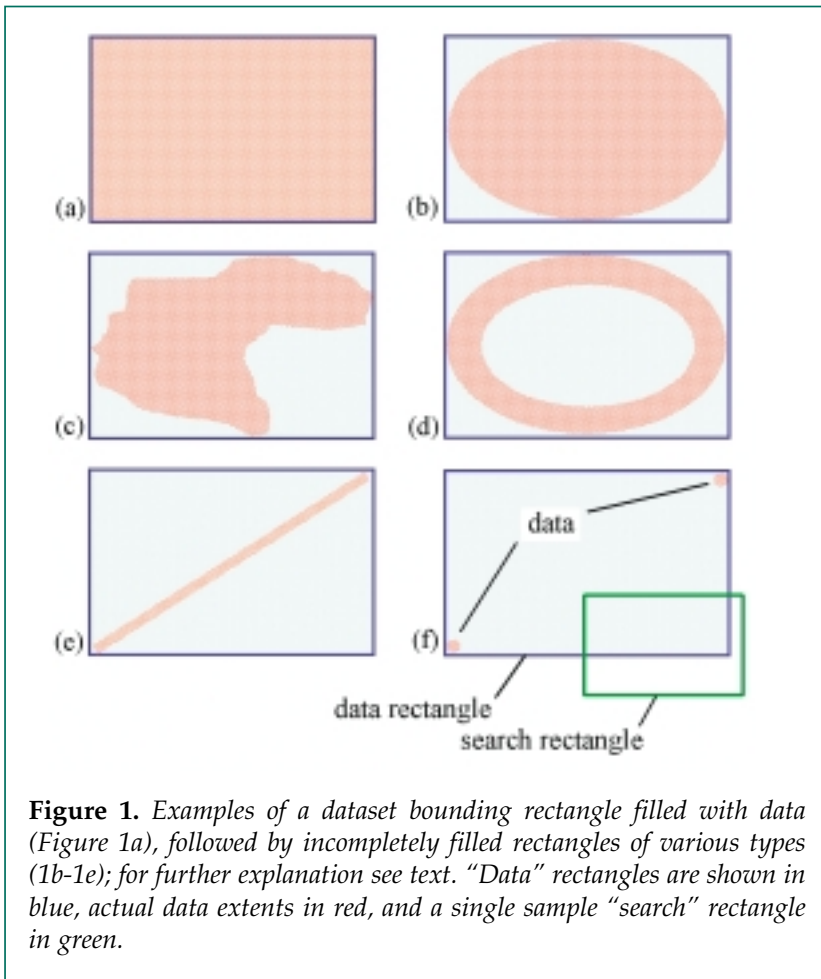 (a)
(b)
(c)
(d)
(e)
data
(f)
data rectangle
search rectangle
Figure 1. Examples of a dataset bounding rectangle filled with data
(Figure 1a), followed by incompletely filled rectangles of various types
(1b-1e); for further explanation see text. “Data” rectangles are shown in
blue, actual data extents in red, and a single sample “search” rectangle
in green.